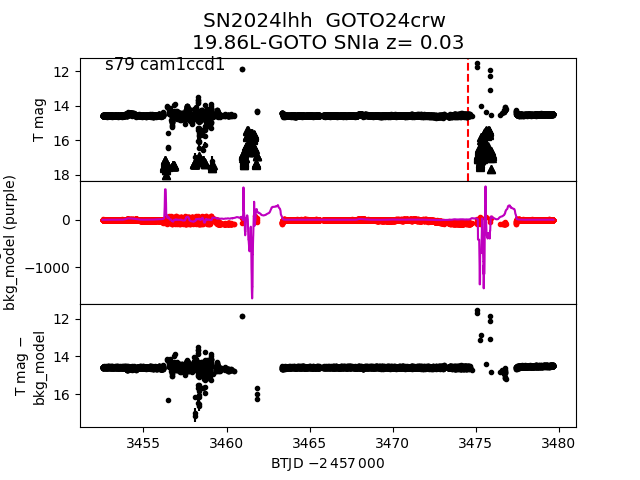 SN2024lhh  GOTO24crw
19.86L-GOTO SNIa z= 0.03
s79 cam1ccd1
12
14
16
18
T mag
0
−1000
bkg_model (purple)
12
14
16
T mag −
bkg_model
3455 3460 3465 3470 3475 3480
BTJD −2 457 000